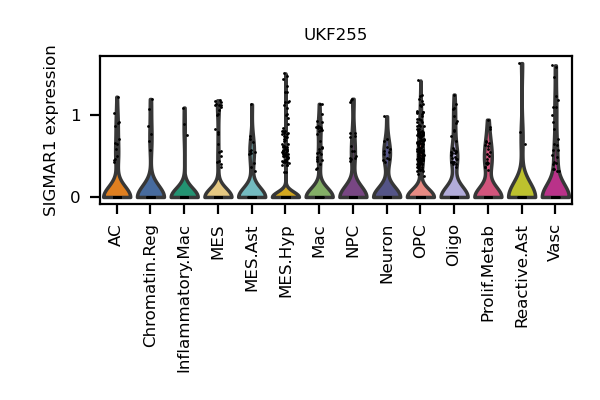 UKF255
SIGMAR1 expression
1
0
AC
Chromatin.Reg
Inflammatory.Mac
MES
MES.Ast
MES.Hyp
Mac
NPC
Neuron
OPC
Oligo
Prolif.Metab
Reactive.Ast
Vasc